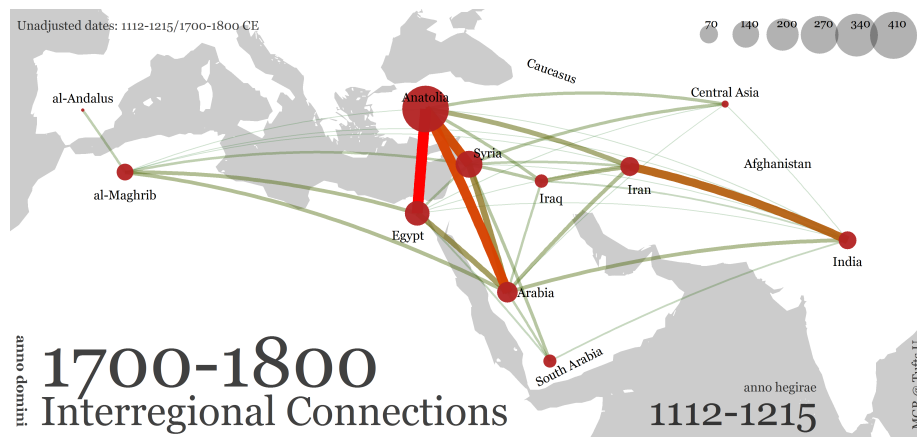 Unadjusted dates: 1112-1215/1700-1800 CE
70 140 200 270 340 410
Caucasus
al-Andalus
Anatolia
Central Asia
Syria
Afghanistan
al-Maghrib
Iraq
Iran
Egypt
India
Arabia
South Arabia
anno domini
1700-1800
Interregional Connections
anno hegirae
1112-1215
MGR @ Tufts U